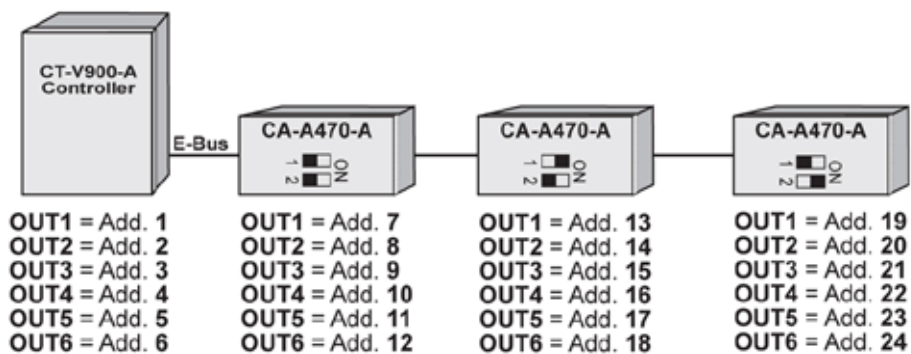 CT-V900-A
Controller
E-Bus
CA-A470-A
1 2 ON
CA-A470-A
1 2 ON
CA-A470-A
1 2 ON
OUT1 = Add. 1
OUT2 = Add. 2
OUT3 = Add. 3
OUT4 = Add. 4
OUT5 = Add. 5
OUT6 = Add. 6
OUT1 = Add. 7
OUT2 = Add. 8
OUT3 = Add. 9
OUT4 = Add. 10
OUT5 = Add. 11
OUT6 = Add. 12
OUT1 = Add. 13
OUT2 = Add. 14
OUT3 = Add. 15
OUT4 = Add. 16
OUT5 = Add. 17
OUT6 = Add. 18
OUT1 = Add. 19
OUT2 = Add. 20
OUT3 = Add. 21
OUT4 = Add. 22
OUT5 = Add. 23
OUT6 = Add. 24